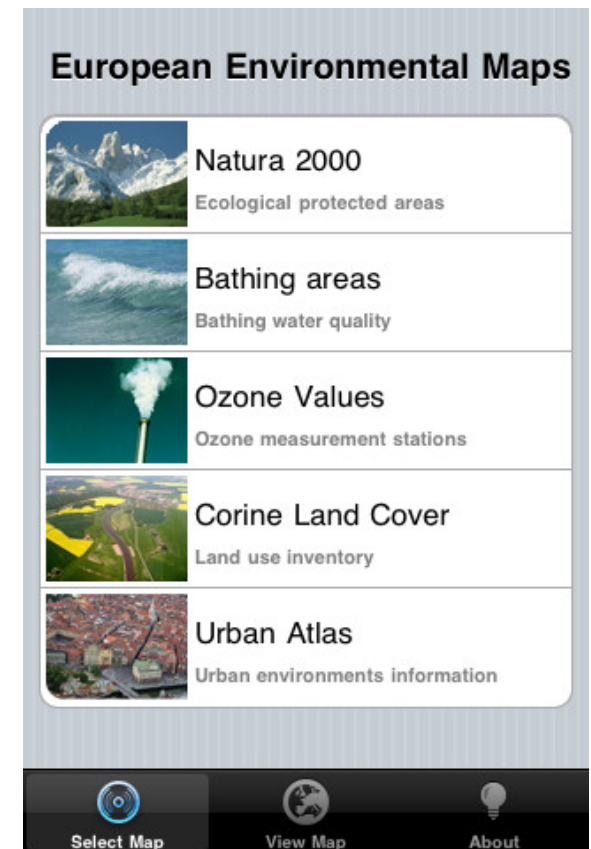 European Environmental Maps
Natura 2000
Ecological protected areas
Bathing areas
Bathing water quality
Ozone Values
Ozone measurement stations
Corine Land Cover
Land use inventory
Urban Atlas
Urban environments information
Select Map View Map About